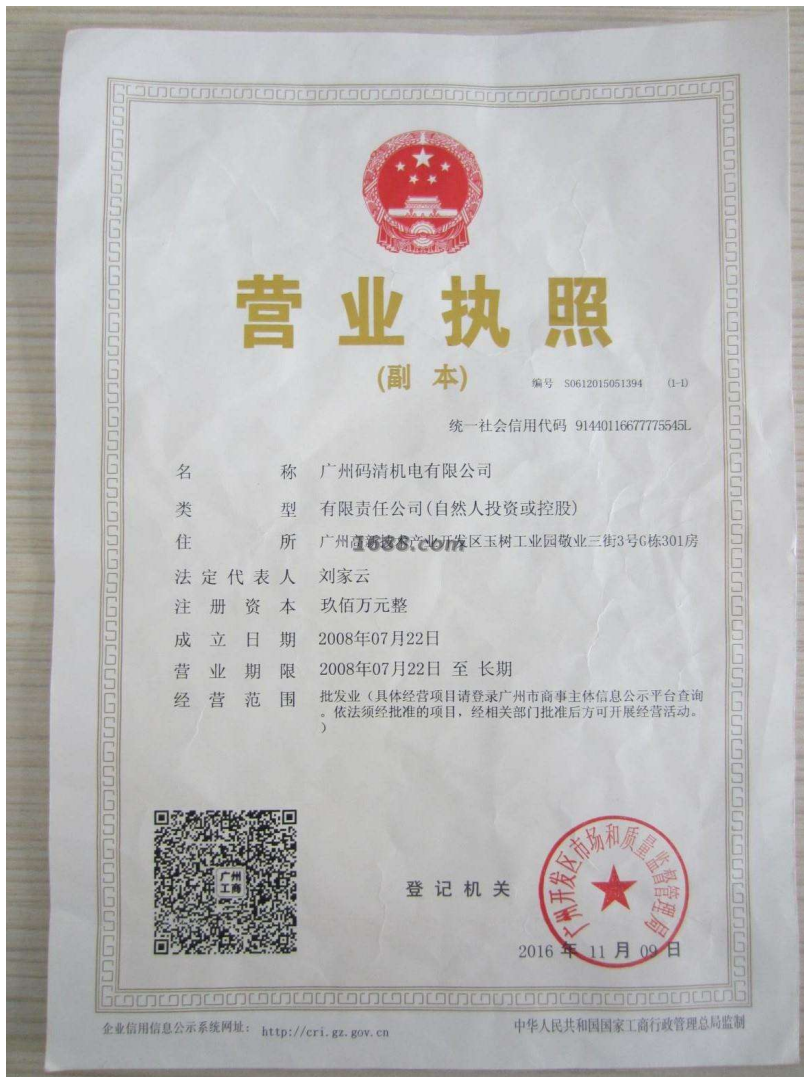 营业执照
(副 本)
编号 S0612015051394 (1-1)
统一社会信用代码 91440116677775545L
名称 广州码清机电有限公司
类型 有限责任公司(自然人投资或控股)
住所 广州高新技术产业开发区玉树工业园敬业三街3号G栋301房
1688.com
法定代表人 刘家云
注册资本 玖佰万元整
成立日期 2008年07月22日
营业期限 2008年07月22日 至 长期
经营范围 批发业（具体经营项目请登录广州市商事主体信息公示平台查询
。依法须经批准的项目，经相关部门批准后方可开展经营活动。
）
广州
工商
登记机关
广州开发区市场和质量监督管理局
2016 年 11 月 09 日
企业信用信息公示系统网址： http://cri.gz.gov.cn
中华人民共和国国家工商行政管理总局监制